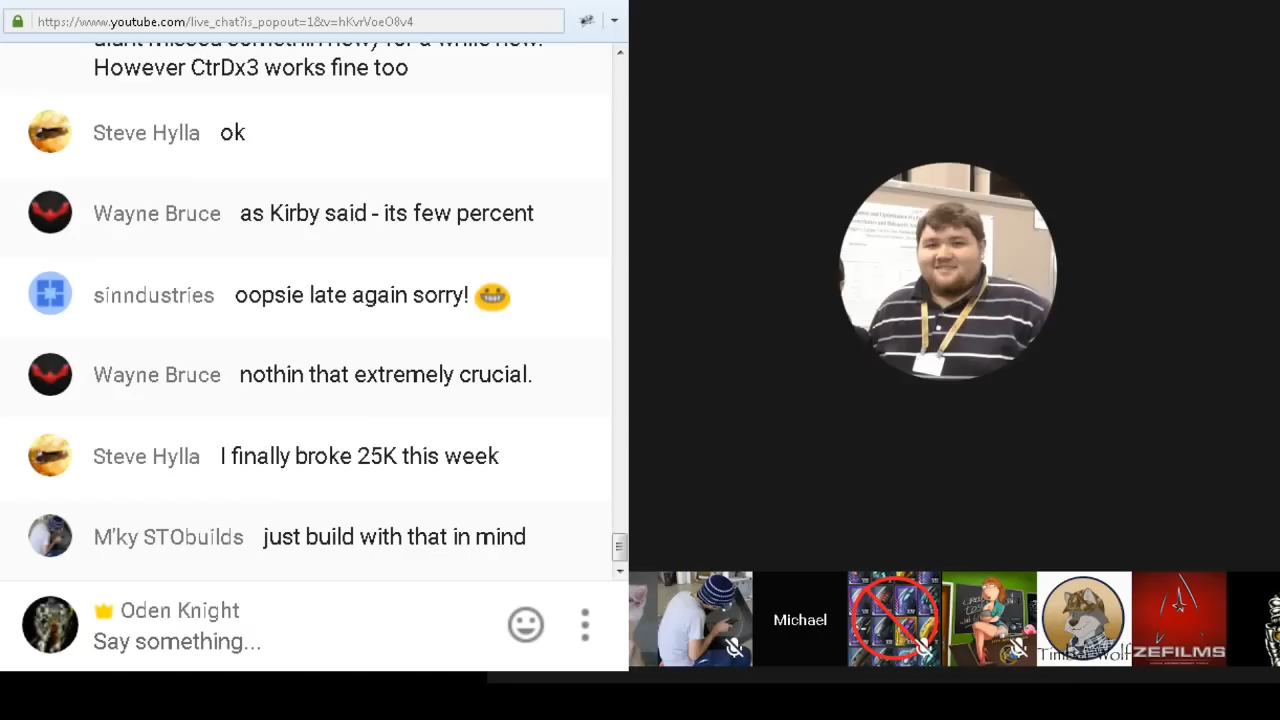 https://www.youtube.com/live_chat?is_popout=1&v=hKvrVoeO8v4
However CtrDx3 works fine too
Steve Hylla ok
Wayne Bruce as Kirby said - its few percent
sinndustries oopsie late again sorry!
Wayne Bruce nothin that extremely crucial.
Steve Hylla I finally broke 25K this week
M'ky STObuilds just build with that in mind
Oden Knight
Say something...
Michael
Timber Wolf
ZEFILMS